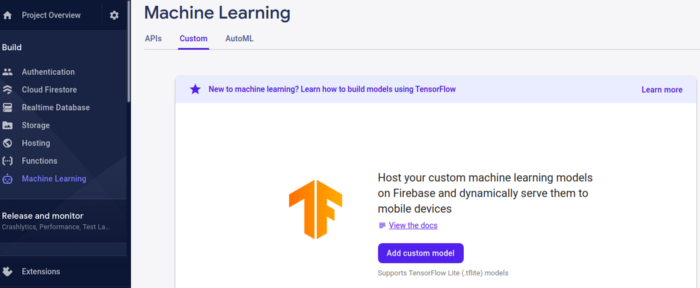 Project Overview
Build
Authentication
Cloud Firestore
Realtime Database
Storage
Hosting
Functions
Machine Learning
Release and monitor
Crashlytics, Performance, Test La...
Extensions
Machine Learning
APIs Custom AutoML
New to machine learning? Learn how to build models using TensorFlow Learn more
Host your custom machine learning models
on Firebase and dynamically serve them to
mobile devices
View the docs
Add custom model
Supports TensorFlow Lite (.tflite) models